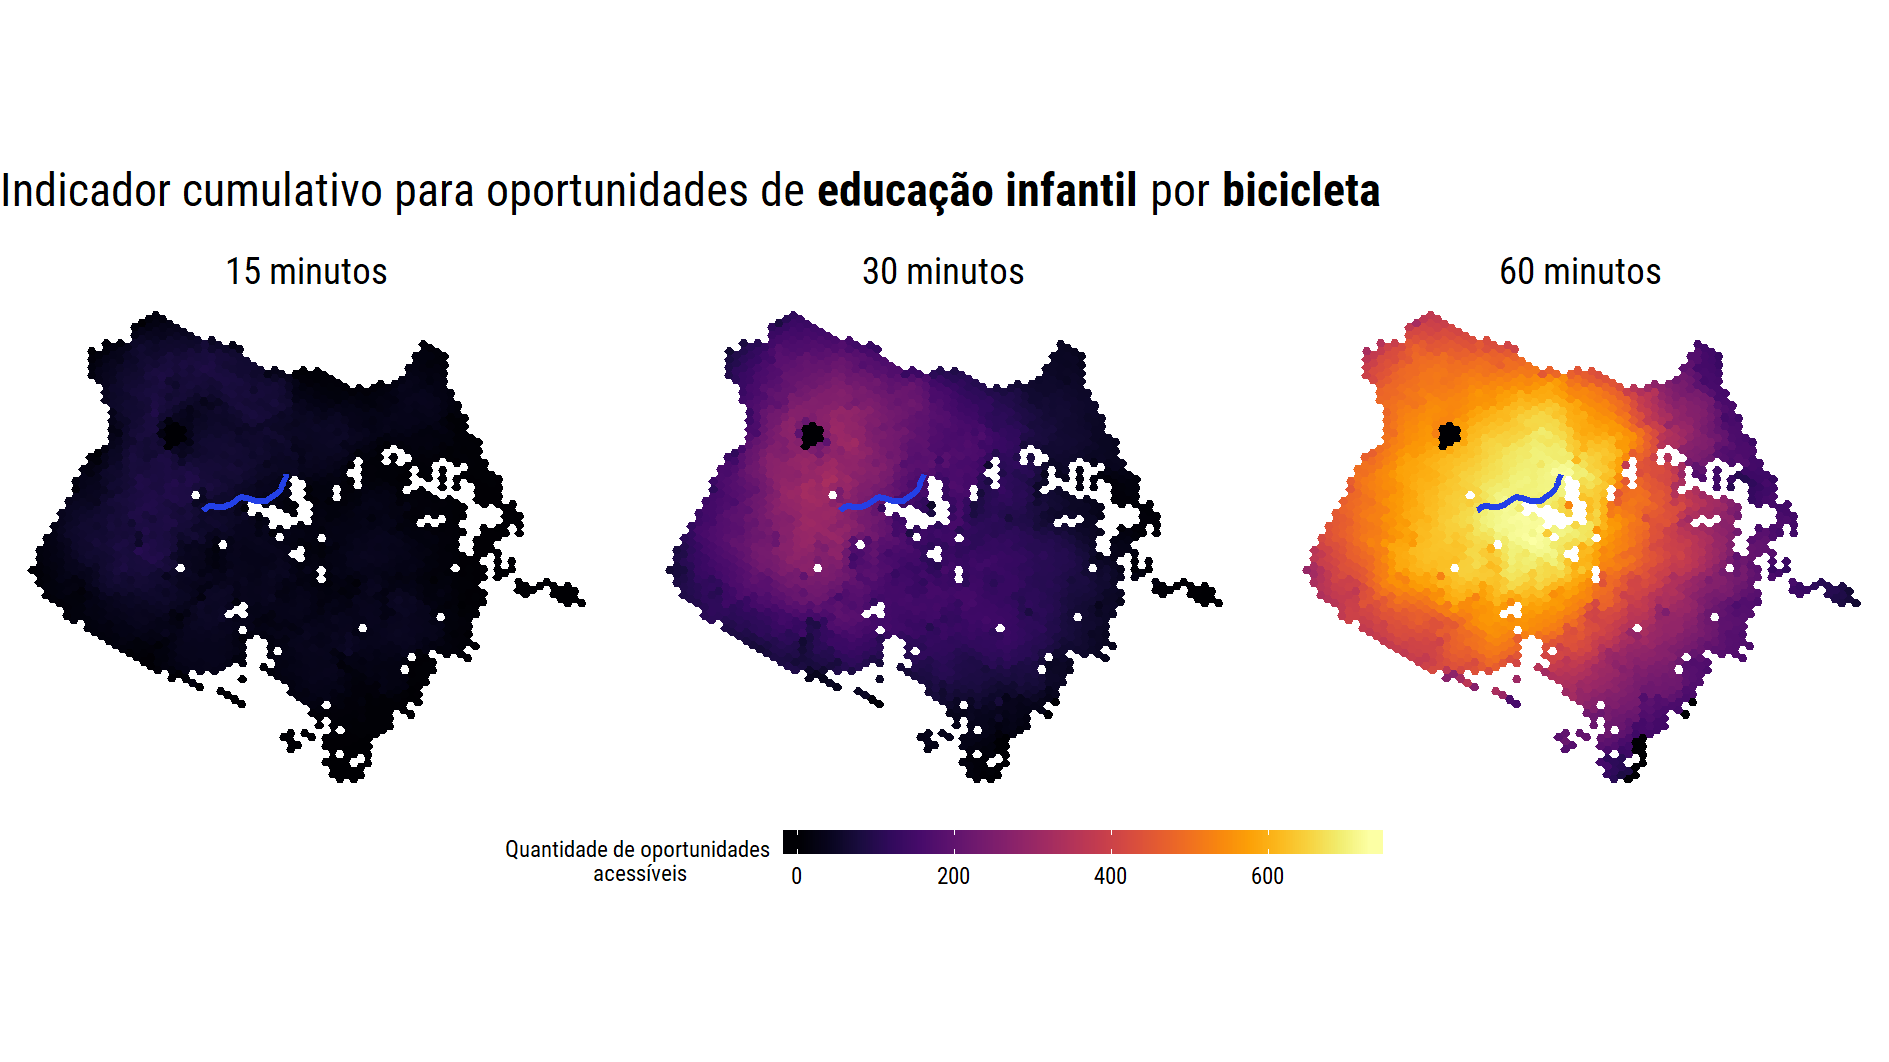 Indicador cumulativo para oportunidades de educação infantil por bicicleta
15 minutos
30 minutos
60 minutos
Quantidade de oportunidades
acessíveis
0
200
400
600